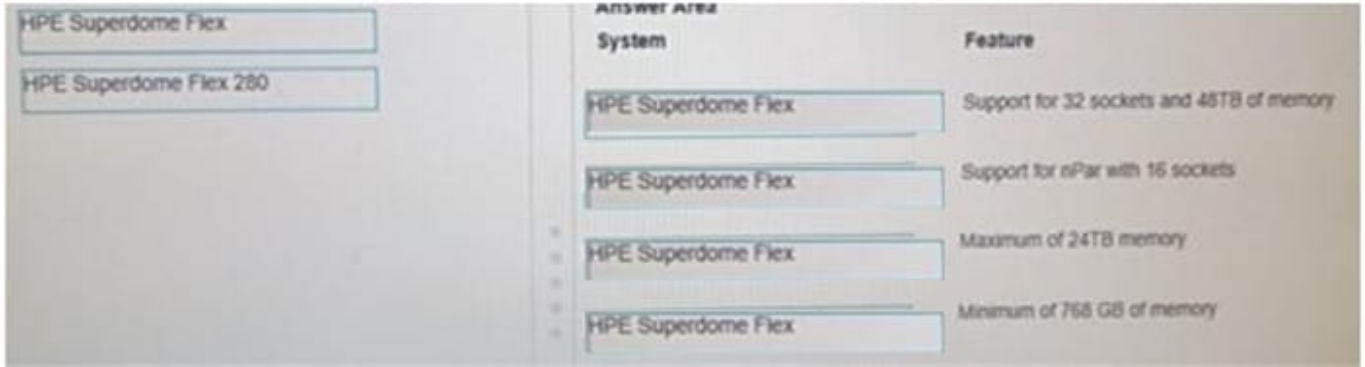 HPE Superdome Flex
HPE Superdome Flex 280
Answer Area
System
Feature
HPE Superdome Flex
Support for 32 sockets and 48TB of memory
HPE Superdome Flex
Support for nPar with 16 sockets
HPE Superdome Flex
Maximum of 24TB memory
HPE Superdome Flex
Minimum of 768 GB of memory